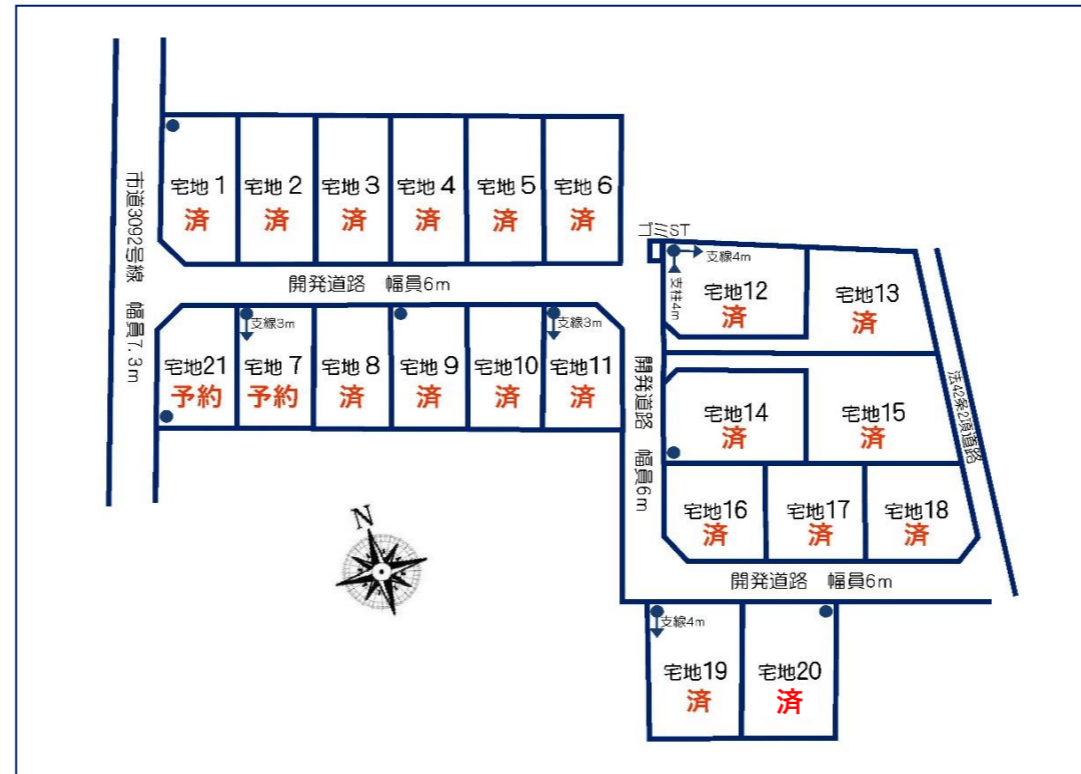 市道3092号線　幅員7.3m
宅地1
済
宅地2
済
宅地3
済
宅地4
済
宅地5
済
宅地6
済
開発道路　幅員6m
宅地21
予約
支線3m
宅地7
予約
宅地8
済
宅地9
済
宅地10
済
支線3m
宅地11
済
ゴミST
支線4m
支柱4m
宅地12
済
宅地13
済
開発道路　幅員6m
宅地14
済
宅地15
済
法42条2項道路
宅地16
済
宅地17
済
宅地18
済
開発道路　幅員6m
N
支線4m
宅地19
済
宅地20
済